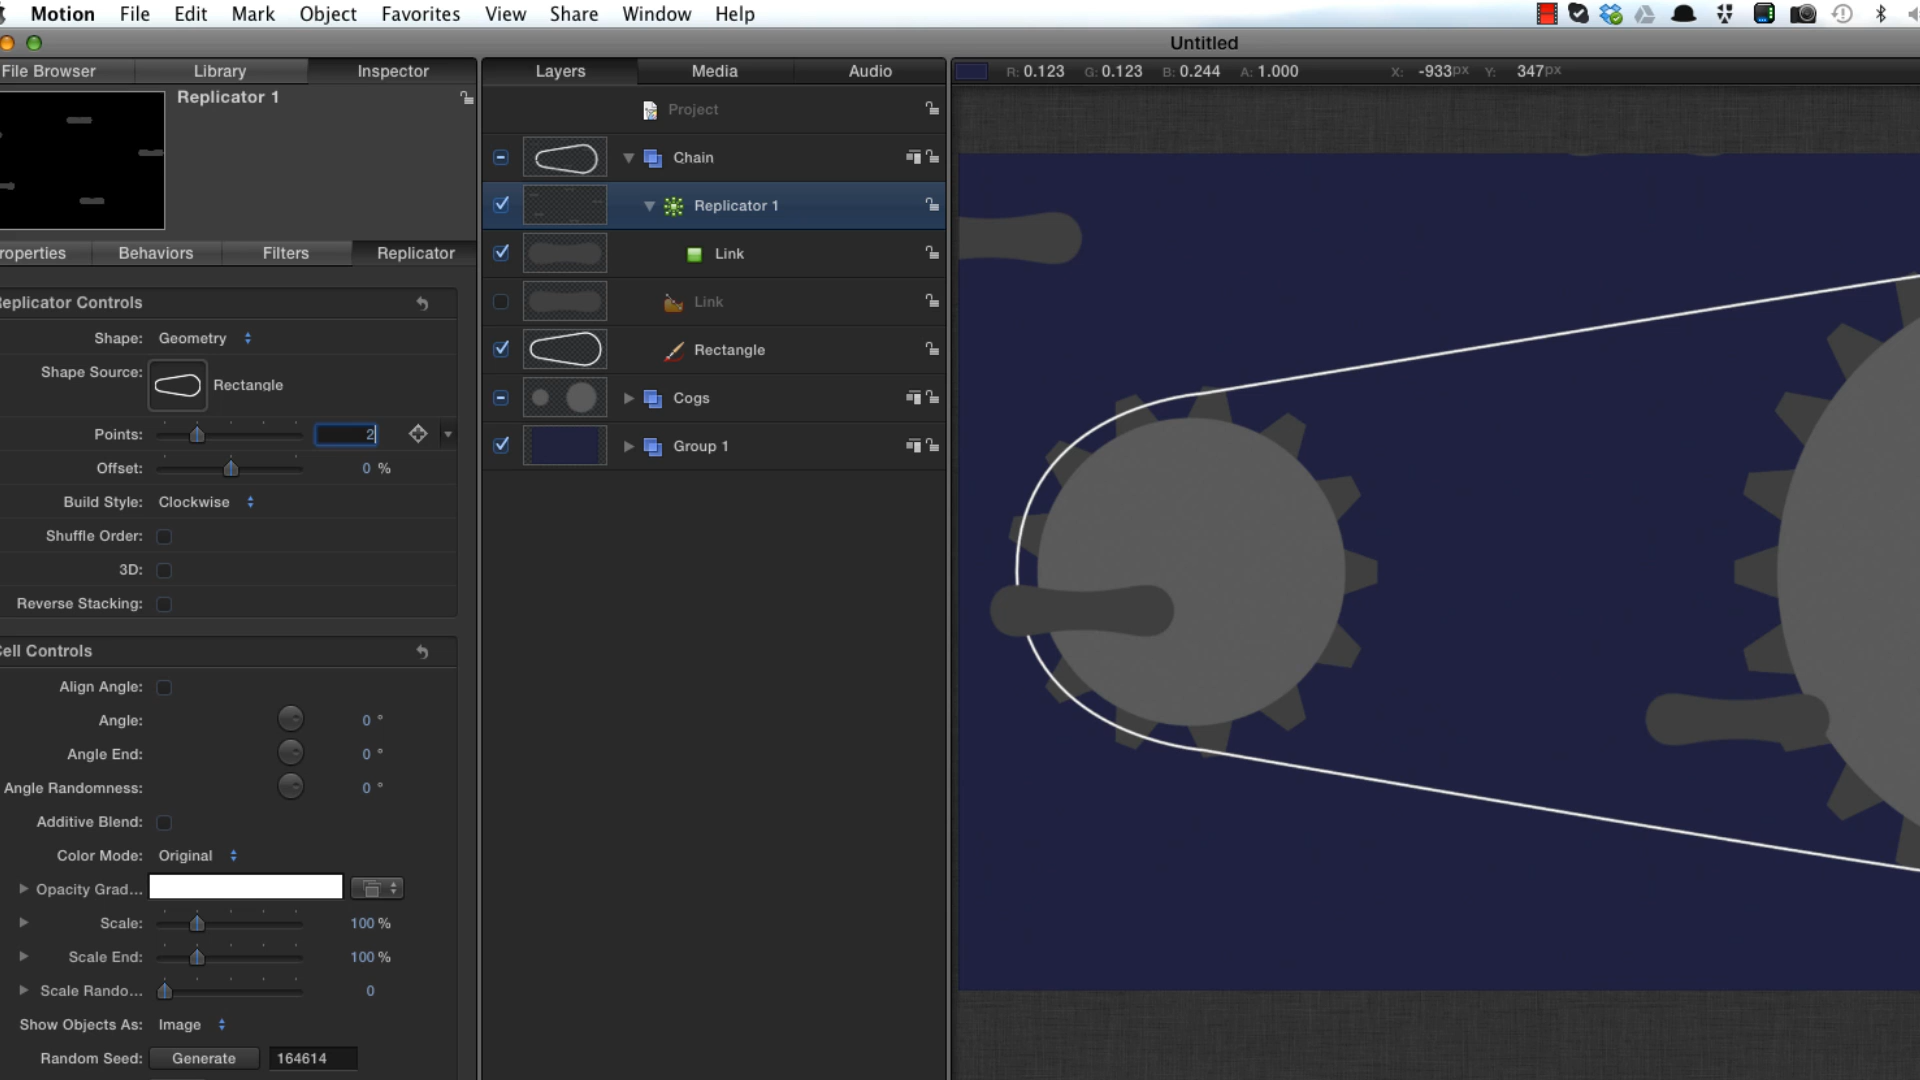 Motion File Edit Mark Object Favorites View Share Window Help
Untitled
File Browser Library Inspector
Layers Media Audio
R: 0.123 G: 0.123 B: 0.244 A: 1.000 X: -933px Y: 347px
Replicator 1
Project
Chain
Replicator 1
Link
Link
Rectangle
Cogs
Group 1
roperties Behaviors Filters Replicator
Replicator Controls
Shape: Geometry
Shape Source: Rectangle
Points: 2
Offset: 0 %
Build Style: Clockwise
Shuffle Order:
3D:
Reverse Stacking:
Cell Controls
Align Angle:
Angle: 0 °
Angle End: 0 °
Angle Randomness: 0 °
Additive Blend:
Color Mode: Original
Opacity Grad...
Scale: 100 %
Scale End: 100 %
Scale Rando... 0
Show Objects As: Image
Random Seed: Generate 164614